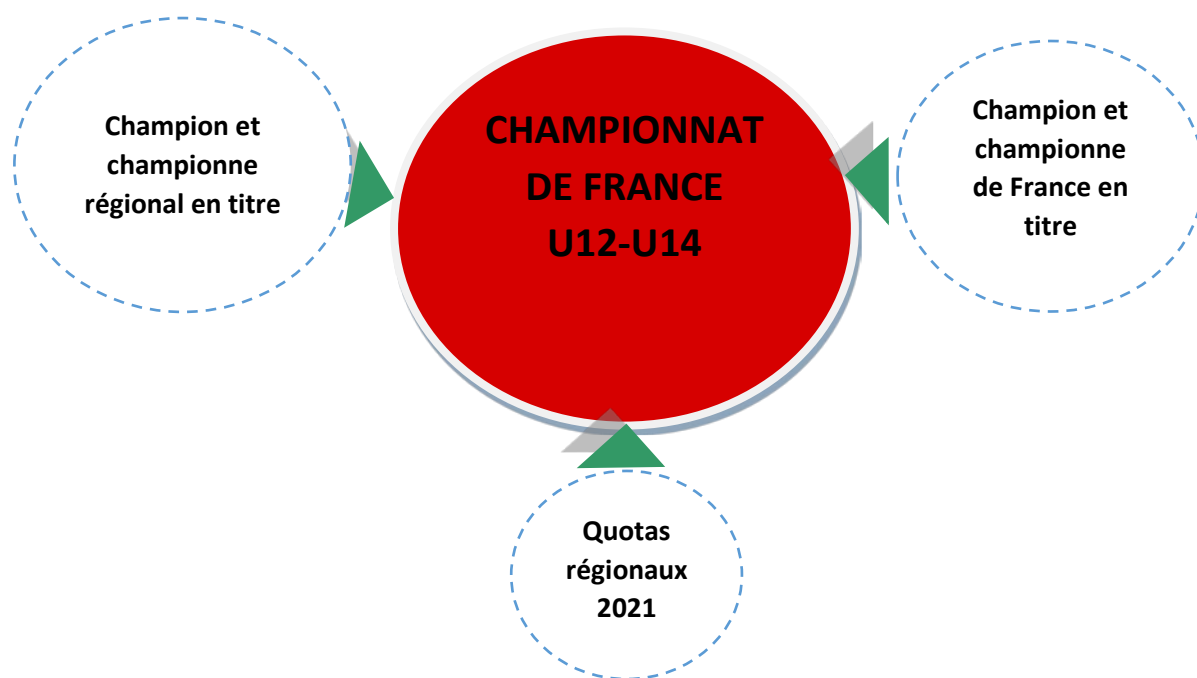 Champion et
championne
régional en titre
CHAMPIONNAT
DE FRANCE
U12-U14
Champion et
championne
de France en
titre
Quotas
régionaux
2021